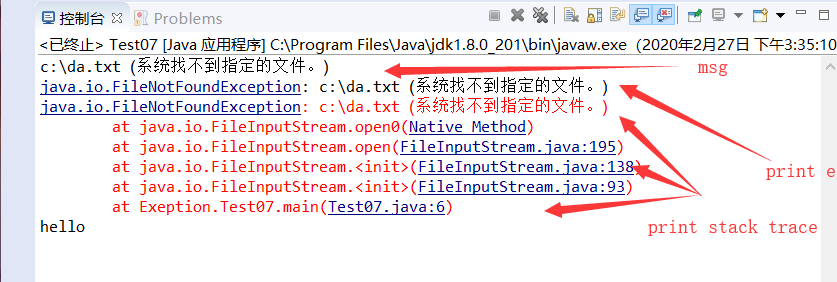 控制台 Problems
<已终止> Test07 [Java 应用程序] C:\Program Files\Java\jdk1.8.0_201\bin\javaw.exe  (2020年2月27日 下午3:35:10
c:\da.txt (系统找不到指定的文件。)
msg
java.io.FileNotFoundException: c:\da.txt (系统找不到指定的文件。)
java.io.FileNotFoundException: c:\da.txt (系统找不到指定的文件。)
at java.io.FileInputStream.open0(Native Method)
at java.io.FileInputStream.open(FileInputStream.java:195)
at java.io.FileInputStream.<init>(FileInputStream.java:138)
print e
at java.io.FileInputStream.<init>(FileInputStream.java:93)
at Exeption.Test07.main(Test07.java:6)
hello
print stack trace